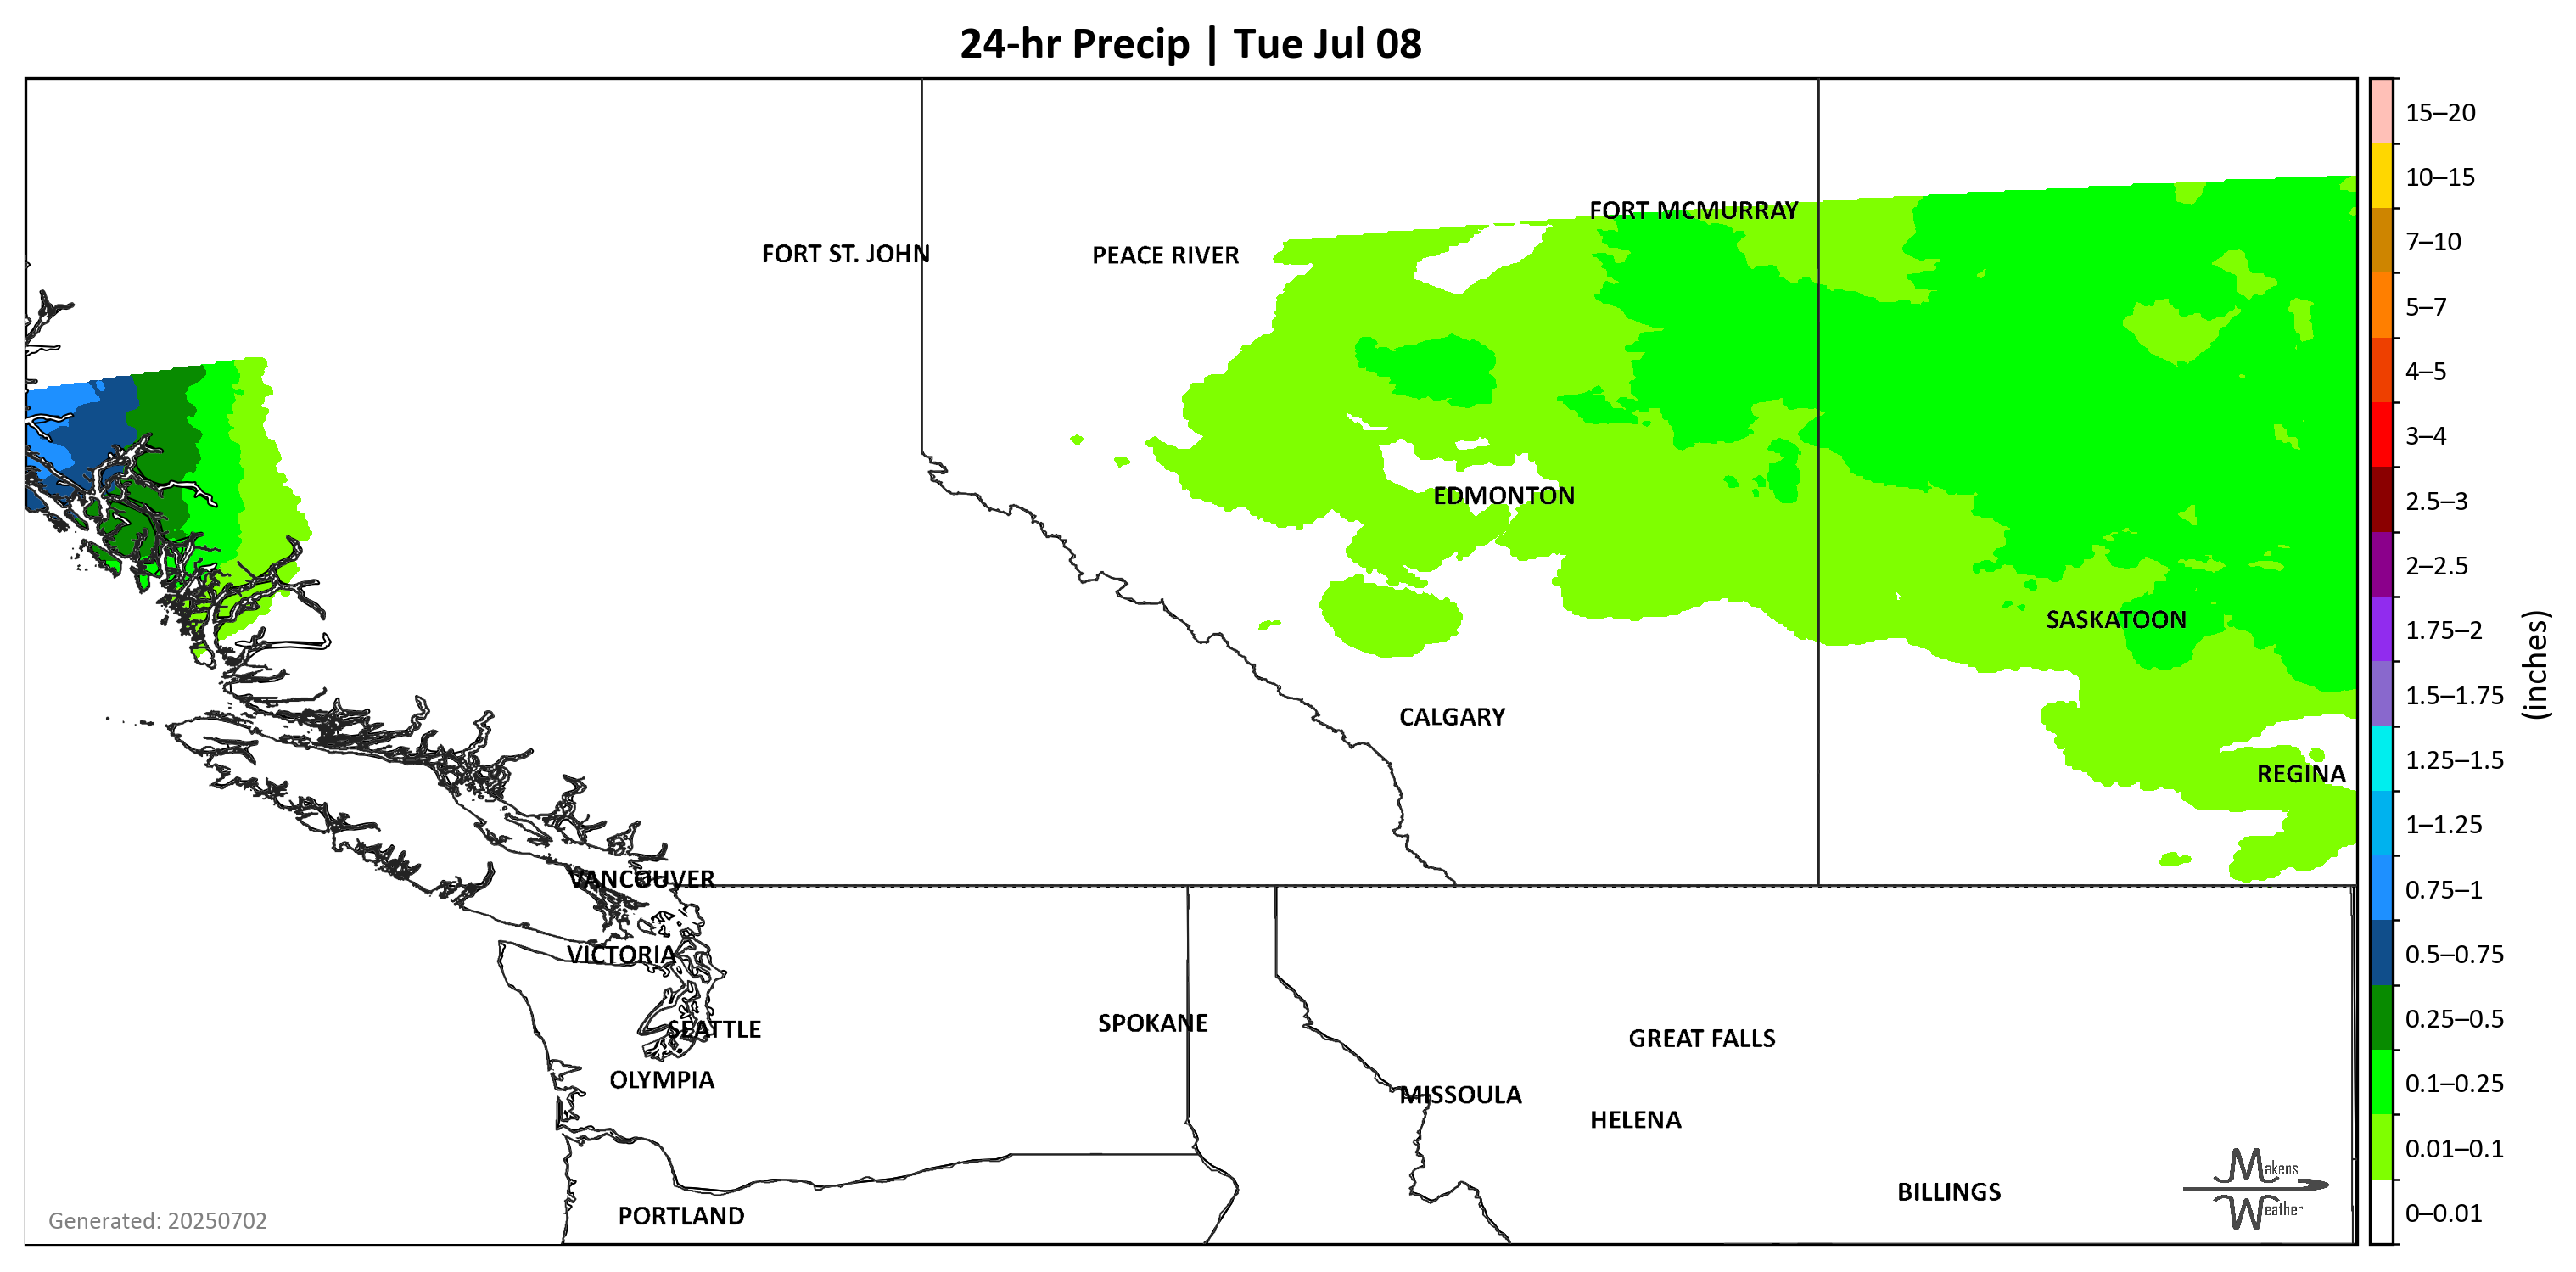 24-hr Precip | Tue Jul 08
FORT MCMURRAY
FORT ST. JOHN
PEACE RIVER
EDMONTON
SASKATOON
CALGARY
REGINA
VANCOUVER
VICTORIA
SEATTLE
SPOKANE
GREAT FALLS
OLYMPIA
MISSOULA
HELENA
BILLINGS
PORTLAND
Generated: 20250702
Makens
Weather
15–20
10–15
7–10
5–7
4–5
3–4
2.5–3
2–2.5
1.75–2
1.5–1.75
1.25–1.5
1–1.25
0.75–1
0.5–0.75
0.25–0.5
0.1–0.25
0.01–0.1
0–0.01
(inches)